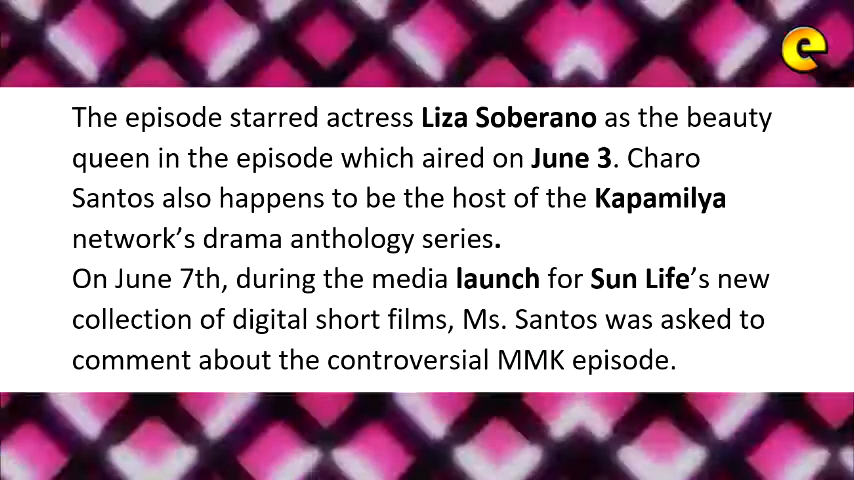 e
The episode starred actress Liza Soberano as the beauty
queen in the episode which aired on June 3. Charo
Santos also happens to be the host of the Kapamilya
network’s drama anthology series.
On June 7th, during the media launch for Sun Life’s new
collection of digital short films, Ms. Santos was asked to
comment about the controversial MMK episode.